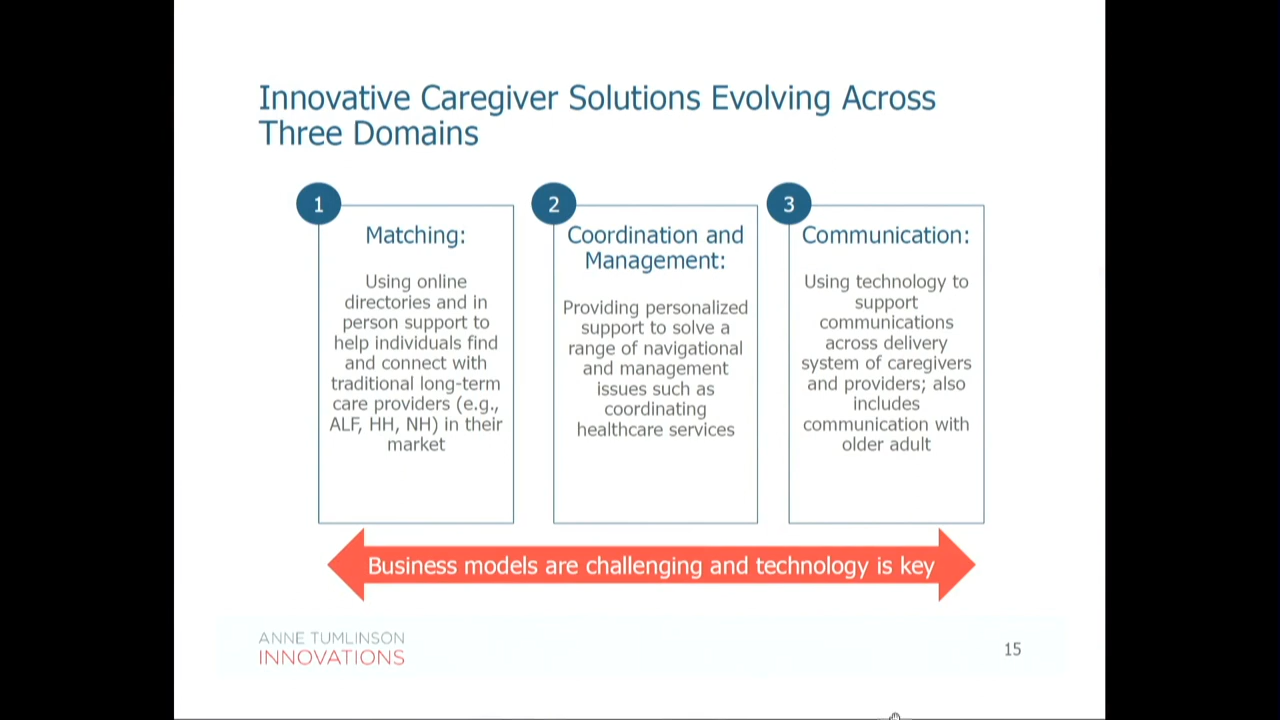 Innovative Caregiver Solutions Evolving Across
Three Domains
1
Matching:
Using online
directories and in
person support to
help individuals find
and connect with
traditional long-term
care providers (e.g.,
ALF, HH, NH) in their
market
2
Coordination and
Management:
Providing personalized
support to solve a
range of navigational
and management
issues such as
coordinating
healthcare services
3
Communication:
Using technology to
support
communications
across delivery
system of caregivers
and providers; also
includes
communication with
older adult
Business models are challenging and technology is key
ANNE TUMLINSON
INNOVATIONS
15